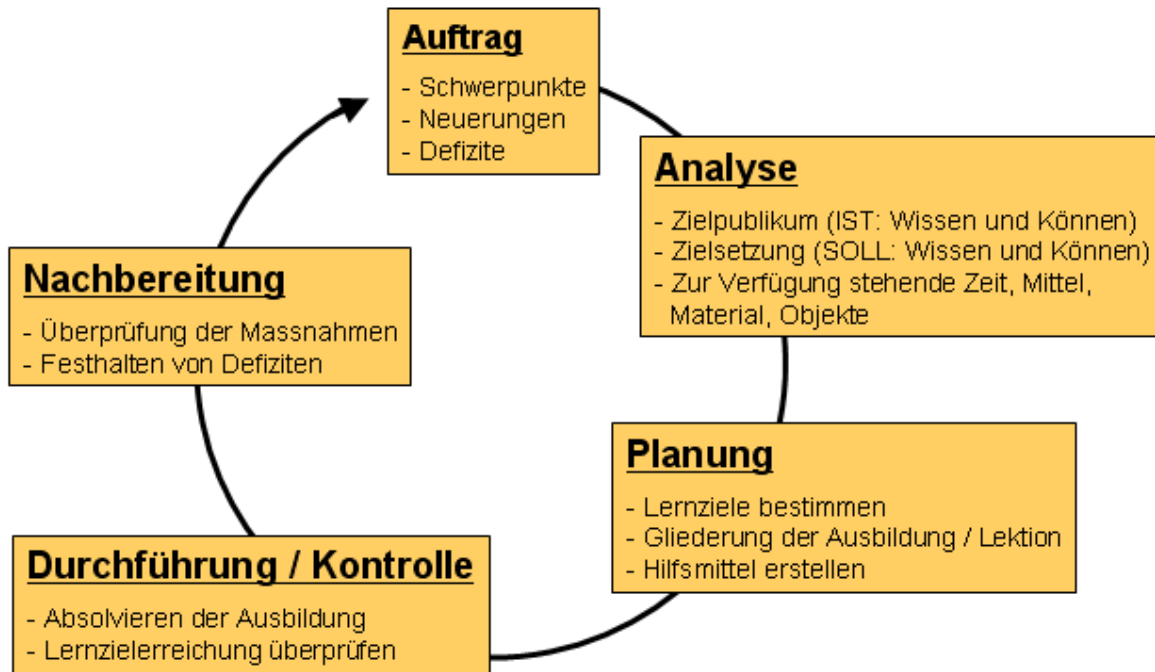 Auftrag
- Schwerpunkte
- Neuerungen
- Defizite
Analyse
- Zielpublikum (IST: Wissen und Können)
- Zielsetzung (SOLL: Wissen und Können)
- Zur Verfügung stehende Zeit, Mittel,
Material, Objekte
Planung
- Lernziele bestimmen
- Gliederung der Ausbildung / Lektion
- Hilfsmittel erstellen
Durchführung / Kontrolle
- Absolvieren der Ausbildung
- Lernzielerreichung überprüfen
Nachbereitung
- Überprüfung der Massnahmen
- Festhalten von Defiziten